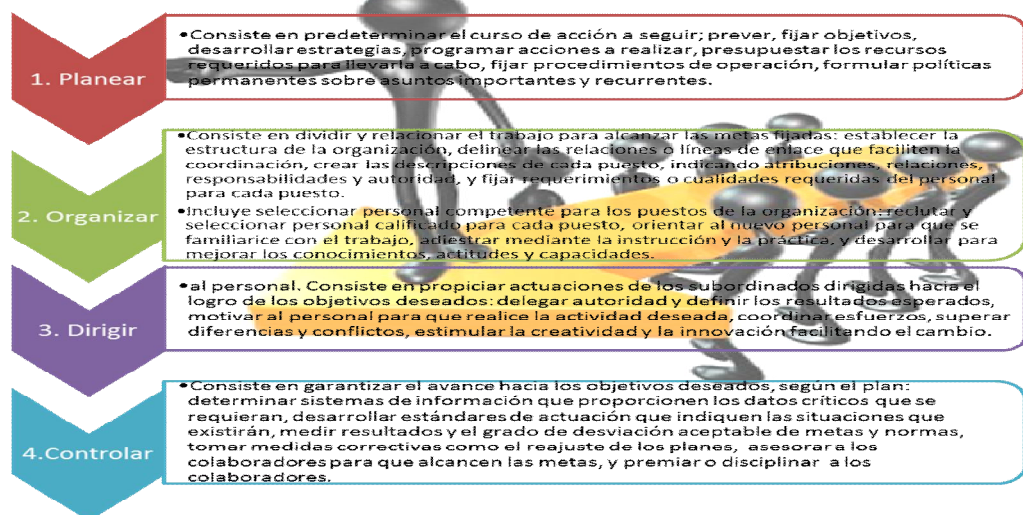 1. Planear
•Consiste en predeterminar el curso de acción a seguir; prever, fijar objetivos,
desarrollar estrategias, programar acciones a realizar, presupuestar los recursos
requeridos para llevarla a cabo, fijar procedimientos de operación, formular políticas
permanentes sobre asuntos importantes y recurrentes.
2. Organizar
•Consiste en dividir y relacionar el trabajo para alcanzar las metas fijadas: establecer la
estructura de la organización, delinear las relaciones o líneas de enlace que faciliten la
coordinación, crear las descripciones de cada puesto, indicando atribuciones, relaciones,
responsabilidades y autoridad, y fijar requerimientos o cualidades requeridas del personal
para cada puesto.
•Incluye seleccionar personal competente para los puestos de la organización: reclutar y
seleccionar personal calificado para cada puesto, orientar al nuevo personal para que se
familiarice con el trabajo, adiestrar mediante la instrucción y la práctica, y desarrollar para
mejorar los conocimientos, actitudes y capacidades.
3. Dirigir
•al personal. Consiste en propiciar actuaciones de los subordinados dirigidas hacia el
logro de los objetivos deseados: delegar autoridad y definir los resultados esperados,
motivar al personal para que realice la actividad deseada, coordinar esfuerzos, superar
diferencias y conflictos, estimular la creatividad y la innovación facilitando el cambio.
4.Controlar
•Consiste en garantizar el avance hacia los objetivos deseados, según el plan:
determinar sistemas de información que proporcionen los datos críticos que se
requieran, desarrollar estándares de actuación que indiquen las situaciones que
existirán, medir resultados y el grado de desviación aceptable de metas y normas,
tomar medidas correctivas como el reajuste de los planes, asesorar a los
colaboradores para que alcancen las metas, y premiar o disciplinar a los
colaboradores.